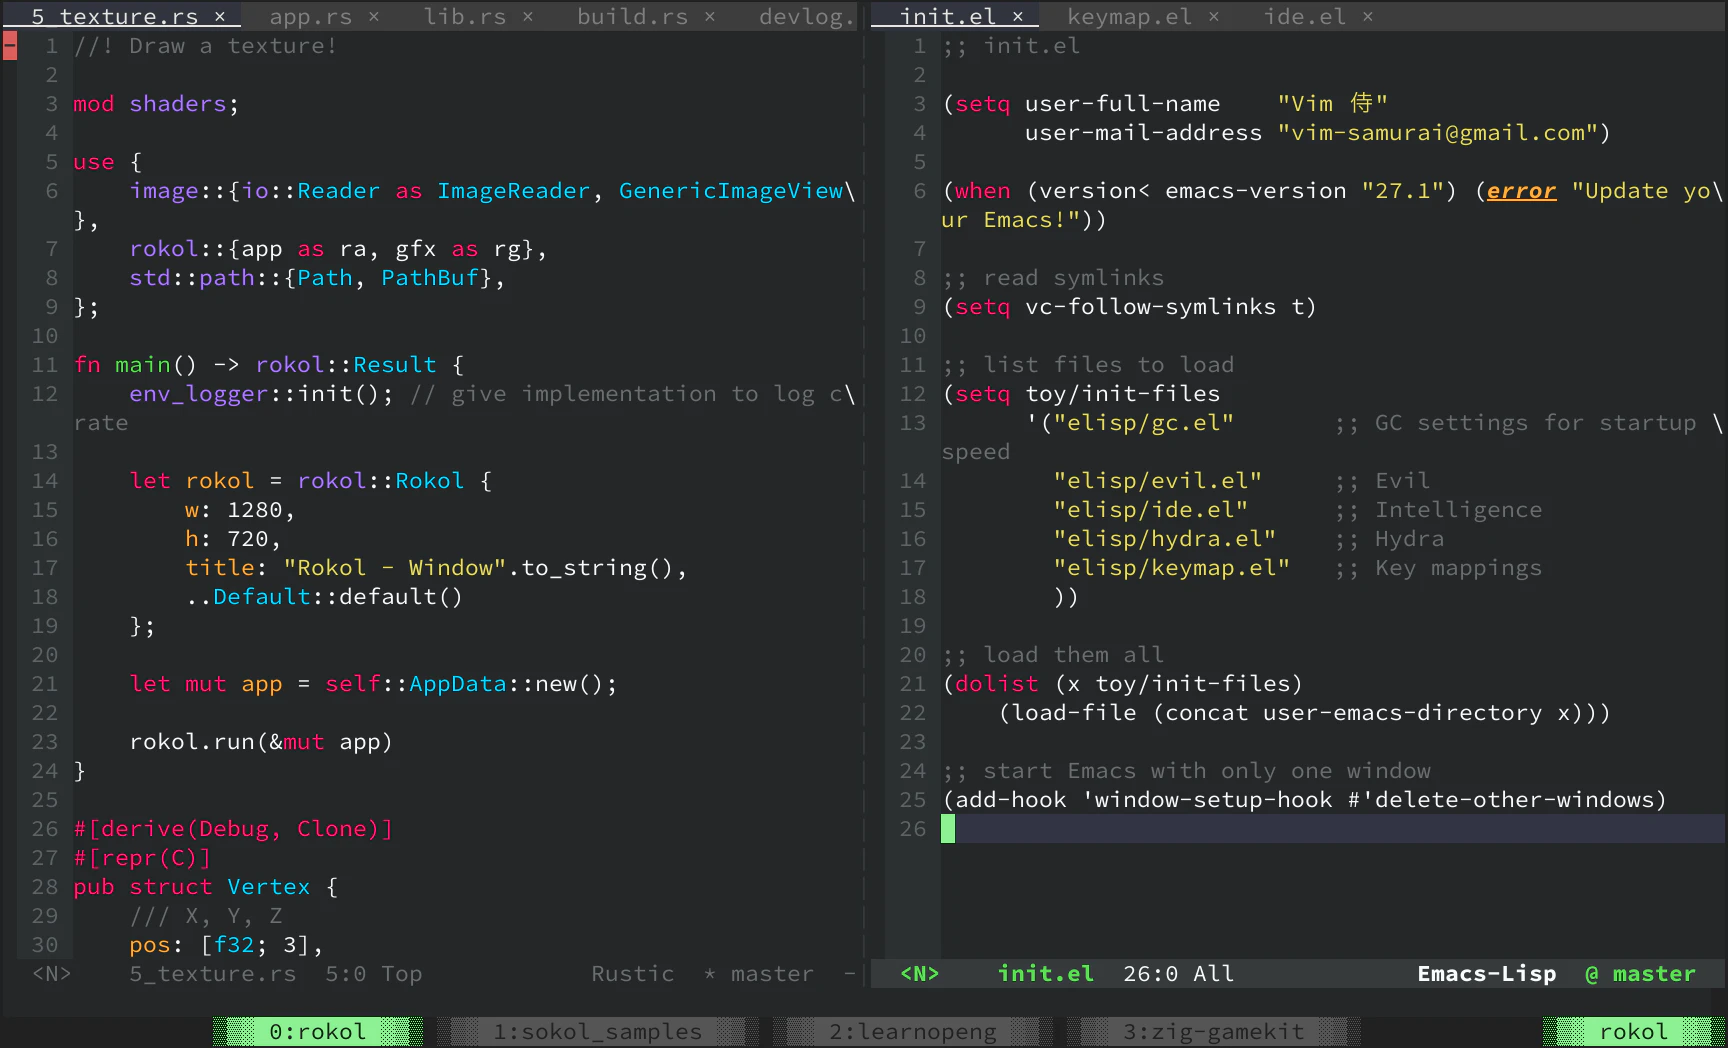 5_texture.rs × app.rs × lib.rs × build.rs × devlog.
//! Draw a texture!
1
2
3 mod shaders;
4
5 use {
6     image::{io::Reader as ImageReader, GenericImageView\
},
7     rokol::{app as ra, gfx as rg},
8     std::path::{Path, PathBuf},
9 };
10
11 fn main() -> rokol::Result {
12     env_logger::init(); // give implementation to log c\
rate
13
14     let rokol = rokol::Rokol {
15         w: 1280,
16         h: 720,
17         title: "Rokol - Window".to_string(),
18         ..Default::default()
19     };
20
21     let mut app = self::AppData::new();
22
23     rokol.run(&mut app)
24 }
25
26 #[derive(Debug, Clone)]
27 #[repr(C)]
28 pub struct Vertex {
29     /// X, Y, Z
30     pos: [f32; 3],
<N> 5_texture.rs 5:0 Top Rustic * master -
init.el × keymap.el × ide.el ×
1 ;; init.el
2
3 (setq user-full-name    "Vim 侍"
4       user-mail-address "vim-samurai@gmail.com")
5
6 (when (version< emacs-version "27.1") (error "Update yo\
ur Emacs!"))
7
8 ;; read symlinks
9 (setq vc-follow-symlinks t)
10
11 ;; list files to load
12 (setq toy/init-files
13       '("elisp/gc.el"       ;; GC settings for startup \
speed
14         "elisp/evil.el"     ;; Evil
15         "elisp/ide.el"      ;; Intelligence
16         "elisp/hydra.el"    ;; Hydra
17         "elisp/keymap.el"   ;; Key mappings
18         ))
19
20 ;; load them all
21 (dolist (x toy/init-files)
22     (load-file (concat user-emacs-directory x)))
23
24 ;; start Emacs with only one window
25 (add-hook 'window-setup-hook #'delete-other-windows)
26
<N> init.el 26:0 All Emacs-Lisp @ master
0:rokol 1:sokol_samples 2:learnopeng 3:zig-gamekit rokol